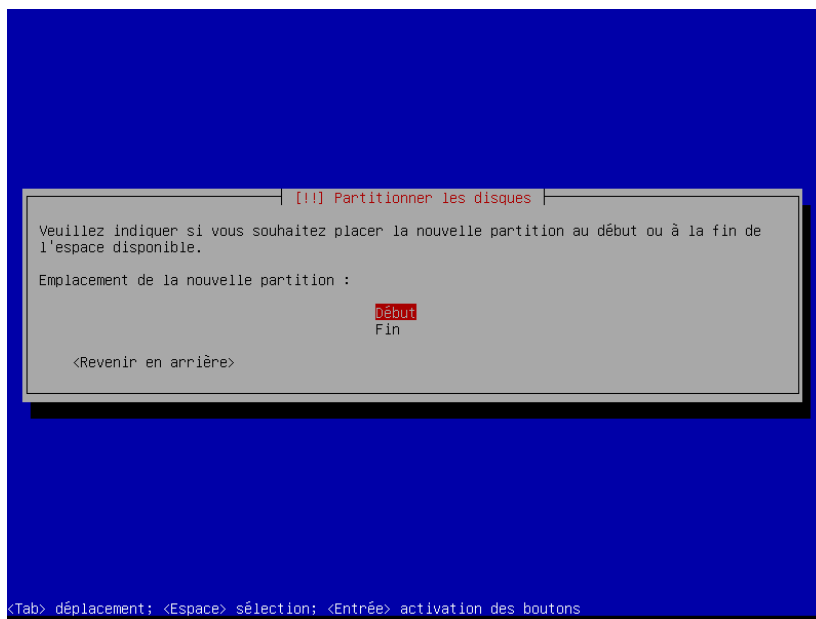 [!!] Partitionner les disques
Veuillez indiquer si vous souhaitez placer la nouvelle partition au début ou à la fin de
l'espace disponible.
Emplacement de la nouvelle partition :
Début
Fin
<Revenir en arrière>
<Tab> déplacement; <Espace> sélection; <Entrée> activation des boutons